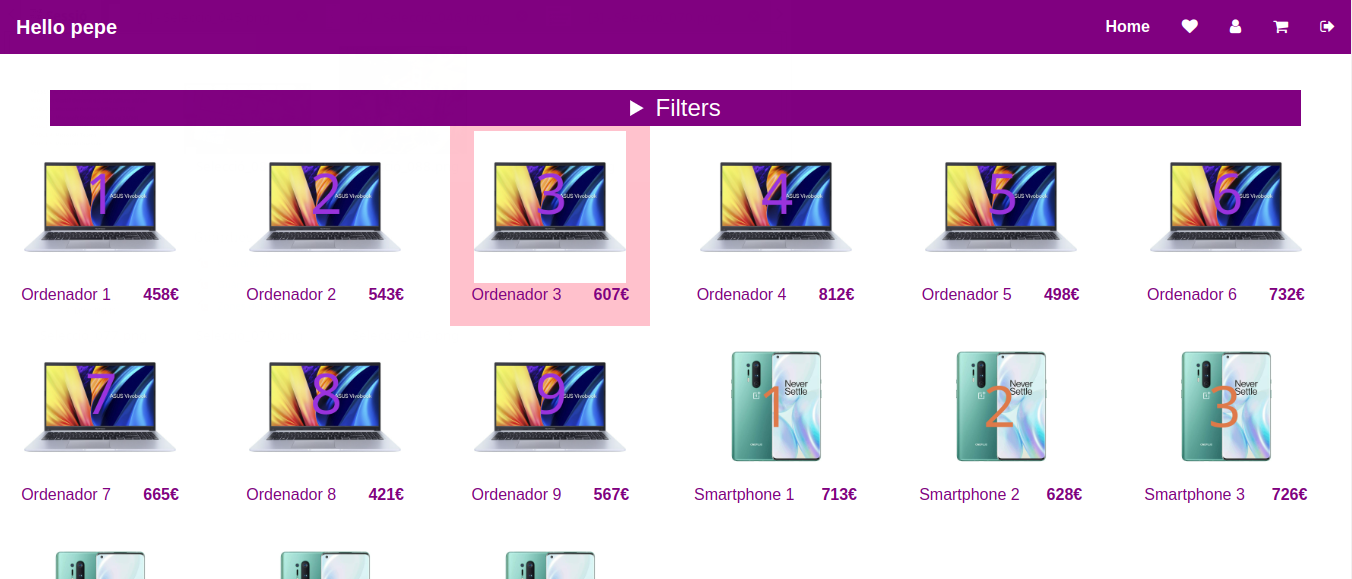 Hello pepe Home
Filters
1 2 3 4 5 6
ASUS Vivobook ASUS Vivobook ASUS Vivobook ASUS Vivobook ASUS Vivobook ASUS Vivobook
Ordenador 1 458€ Ordenador 2 543€ Ordenador 3 607€ Ordenador 4 812€ Ordenador 5 498€ Ordenador 6 732€
7 8 9 1 2 3
ASUS Vivobook ASUS Vivobook ASUS Vivobook Never Settle Never Settle Never Settle
Ordenador 7 665€ Ordenador 8 421€ Ordenador 9 567€ Smartphone 1 713€ Smartphone 2 628€ Smartphone 3 726€